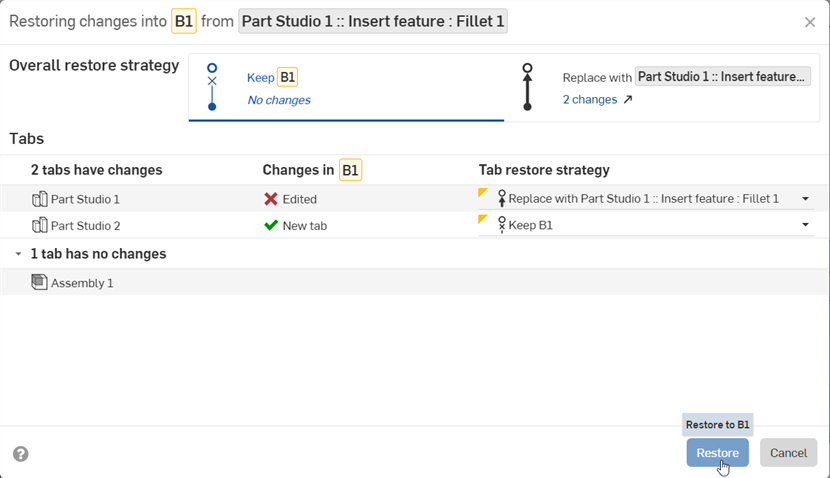 Restoring changes into B1 from Part Studio 1 :: Insert feature : Fillet 1
Overall restore strategy
Keep B1
No changes
Replace with Part Studio 1 :: Insert feature...
2 changes
Tabs
2 tabs have changes Changes in B1 Tab restore strategy
Part Studio 1 Edited Replace with Part Studio 1 :: Insert feature : Fillet 1
Part Studio 2 New tab Keep B1
1 tab has no changes
Assembly 1
Restore to B1
? Restore Cancel